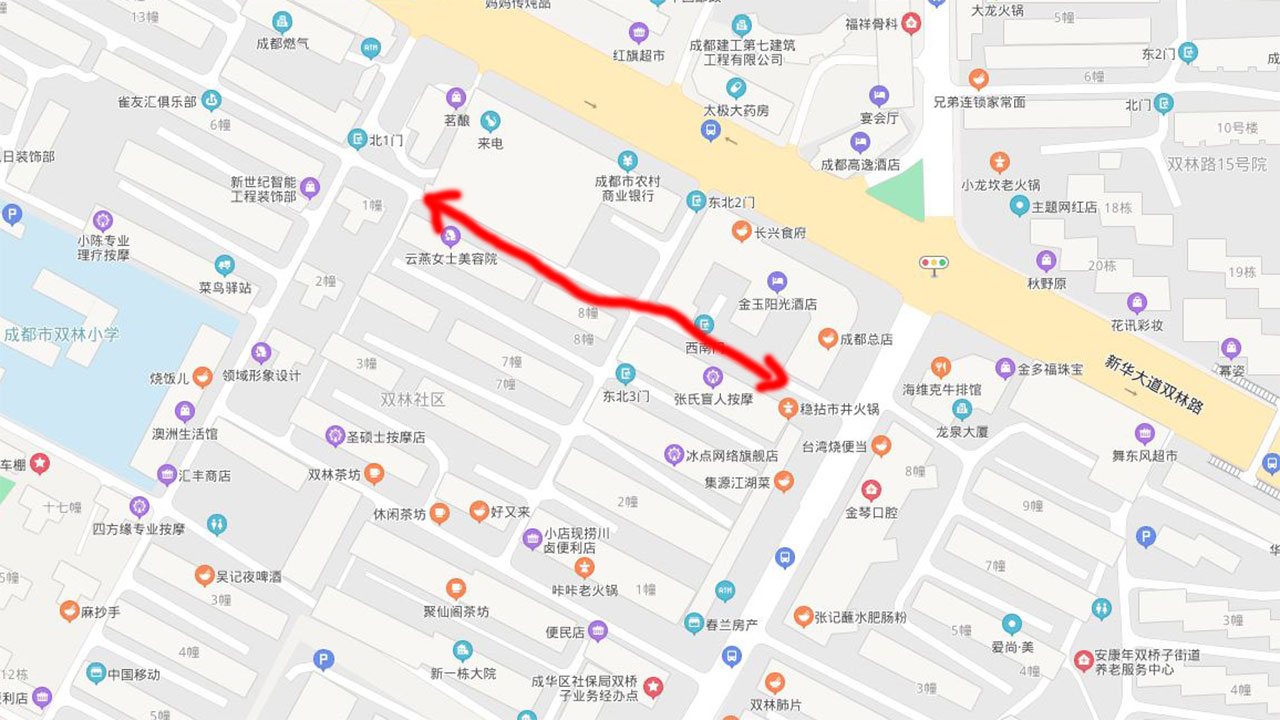 13幢
成都燃气
ATM
红旗超市
成都建工第七建筑
工程有限公司
福祥骨科
大龙火锅
5幢
东2门
6幢
雀友汇俱乐部
6幢
北1门
茗酿
来电
太极大药房
宴会厅
兄弟连锁家常面
北门
10号楼
双林路15号院
日装饰部
新世纪智能
工程装饰部
1幢
成都市农村
商业银行
成都高逸酒店
小龙坎老火锅
P
东北2门
主题网红店
18栋
小陈专业
理疗按摩
云燕女士美容院
长兴食府
20栋
19栋
秋野原
菜鸟驿站
2幢
金玉阳光酒店
花讯彩妆
成都市双林小学
8幢
8幢
西南门
成都总店
幂姿
3幢
7幢
7幢
烧饭儿
领域形象设计
双林社区
东北3门
张氏盲人按摩
稳拈市井火锅
海维克牛排馆
金多福珠宝
新华大道双林路
澳洲生活馆
圣硕士按摩店
台湾烧便当
龙泉大厦
舞东风超市
车棚
汇丰商店
双林茶坊
冰点网络旗舰店
集源江湖菜
8幢
十七幢
四方缘专业按摩
休闲茶坊
好又来
2幢
金琴口腔
9幢
P
小店现捞川
卤便利店
5幢
吴记夜啤酒
3幢
咔咔老火锅
1幢
ATM
7幢
麻抄手
聚仙阁茶坊
便民店
春兰房产
张记蘸水肥肠粉
5幢
爱尚·美
3幢
4幢
P
12栋
中国移动
新一栋大院
成华区社保局双桥
子业务经办点
安康年双桥子街道
养老服务中心
4幢
利店
5幢
双林肺片
3幢
4幢